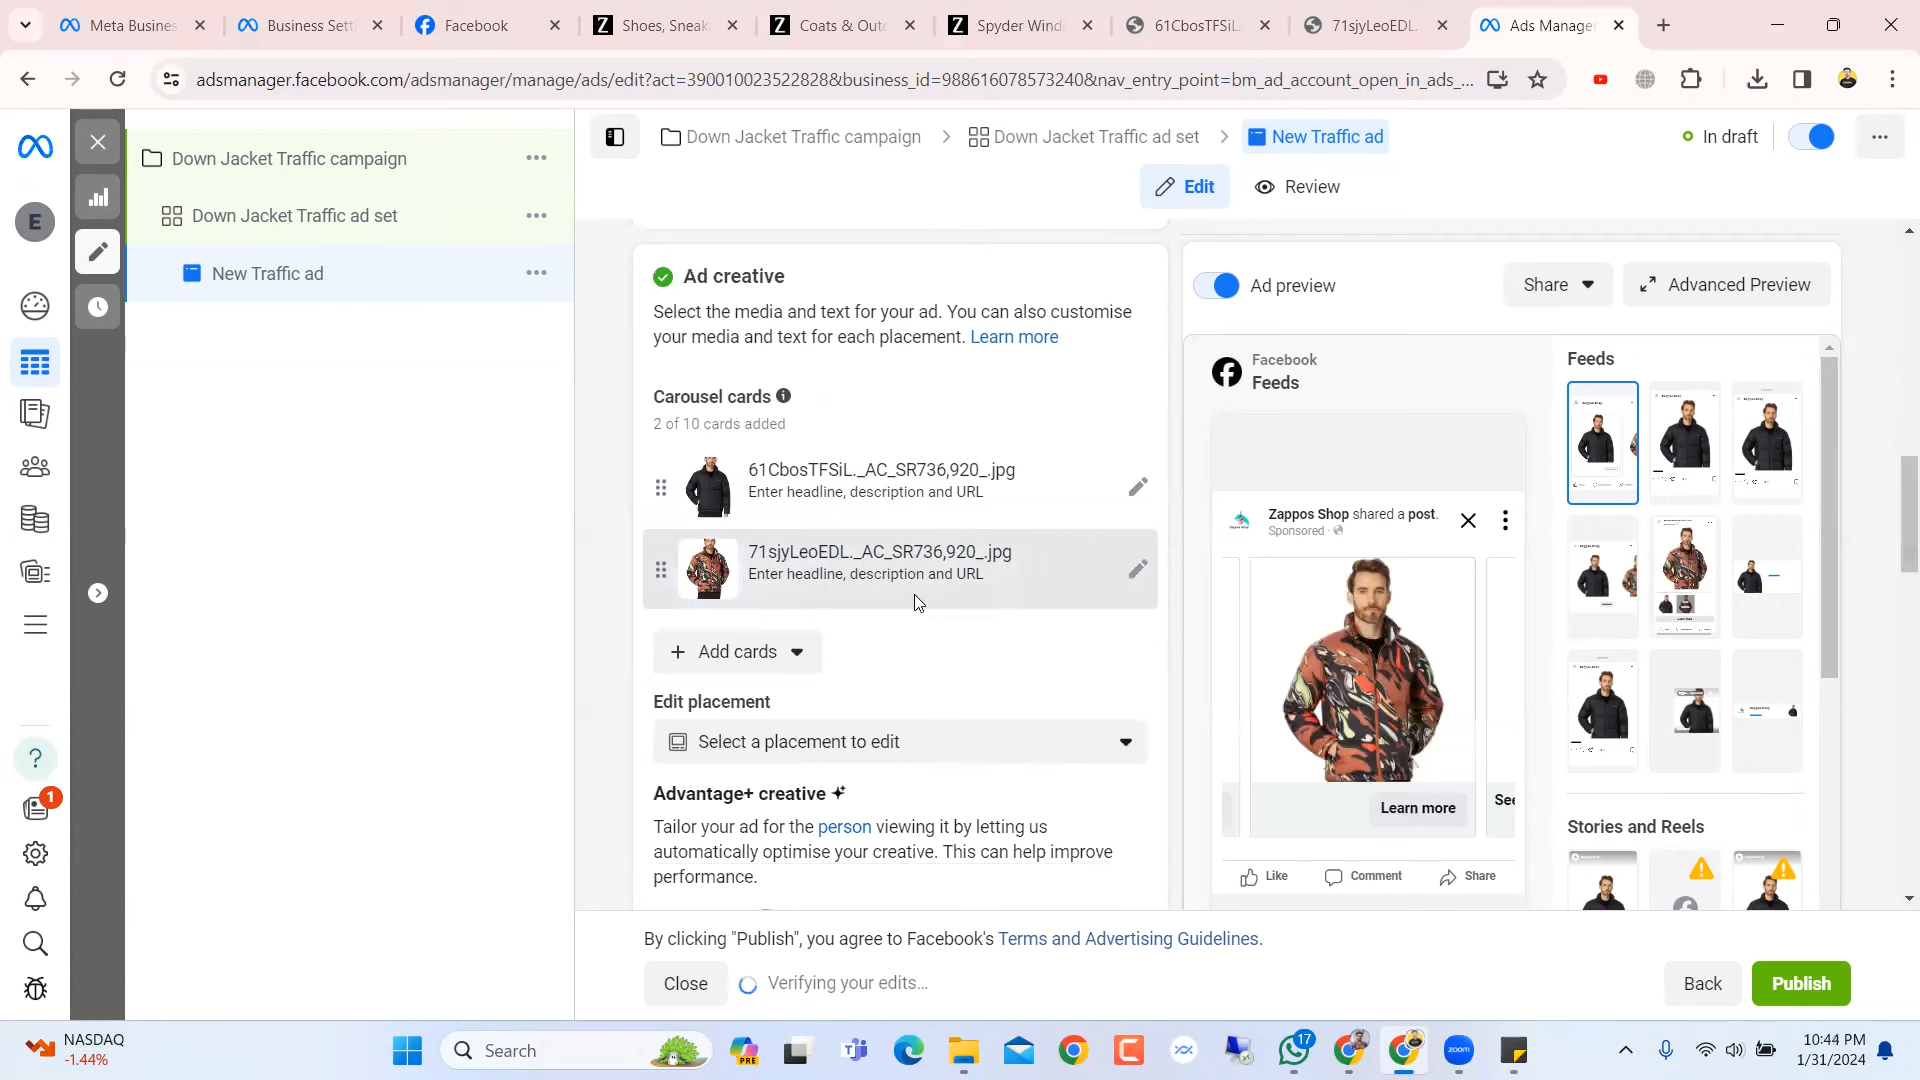 Meta Busines
Business Setti
Facebook
Shoes, Sneak
Coats & Oute
Spyder Wind
61CbosTFSiL.
71sjyLeoEDL.
Ads Manager
adsmanager.facebook.com/adsmanager/manage/ads/edit?act=390010023522828&business_id=988616078573240&nav_entry_point=bm_ad_account_open_in_ads_...
Down Jacket Traffic campaign
Down Jacket Traffic ad set
New Traffic ad
E
1
Down Jacket Traffic campaign
Down Jacket Traffic ad set
New Traffic ad
In draft
Edit
Review
Ad creative
Select the media and text for your ad. You can also customise
your media and text for each placement. Learn more
Carousel cards
2 of 10 cards added
61CbosTFSiL._AC_SR736,920_.jpg
Enter headline, description and URL
71sjyLeoEDL._AC_SR736,920_.jpg
Enter headline, description and URL
Add cards
Edit placement
Select a placement to edit
Advantage+ creative
Tailor your ad for the person viewing it by letting us
automatically optimise your creative. This can help improve
performance.
Ad preview
Share
Advanced Preview
Facebook
Feeds
Zappos Shop shared a post.
Sponsored ·
Learn more
See
Like
Comment
Share
Feeds
Stories and Reels
By clicking "Publish", you agree to Facebook's Terms and Advertising Guidelines.
Close
Verifying your edits...
Back
Publish
NASDAQ
-1.44%
Search
PRE
17
zoom
10:44 PM
1/31/2024